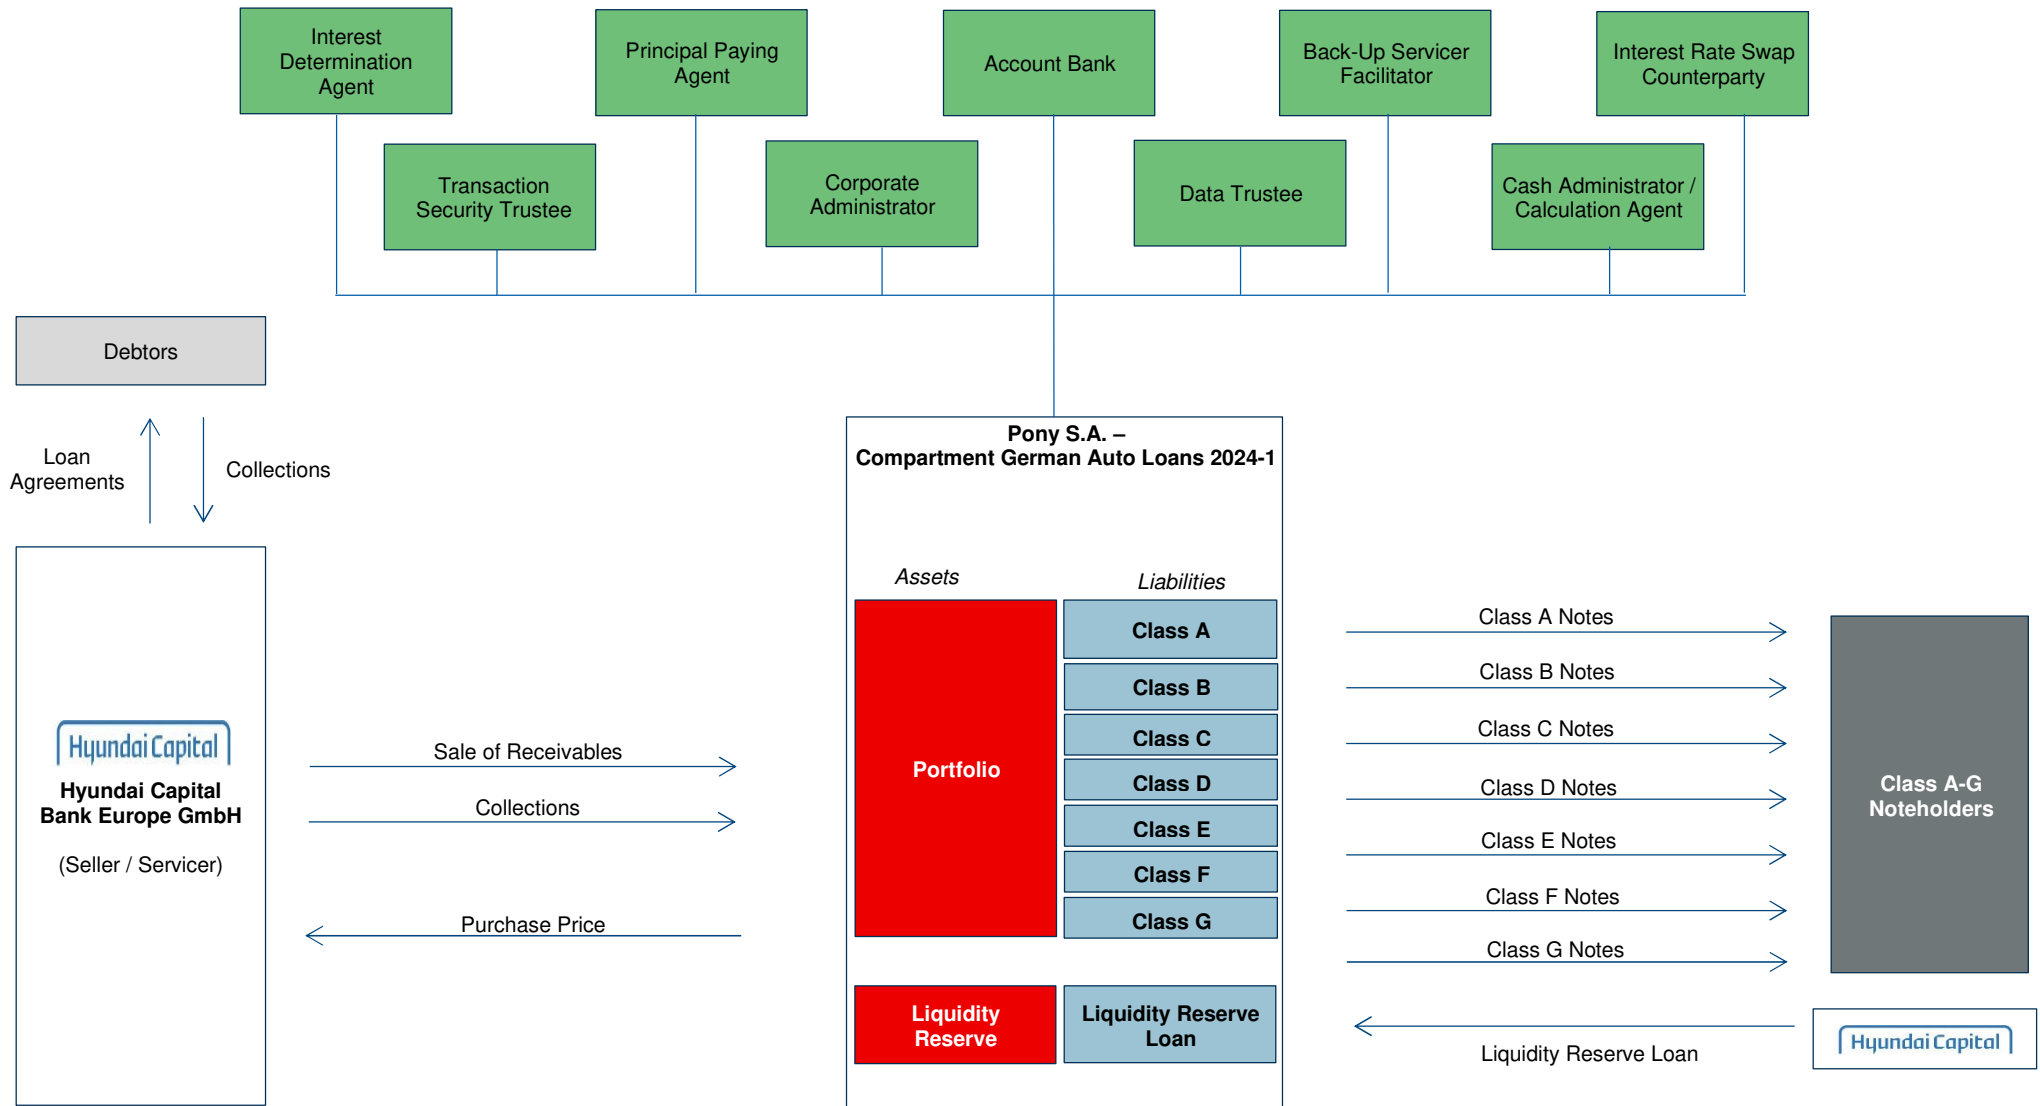 Interest
Determination
Agent
Principal Paying
Agent
Account Bank
Back-Up Servicer
Facilitator
Interest Rate Swap
Counterparty
Transaction
Security Trustee
Corporate
Administrator
Data Trustee
Cash Administrator /
Calculation Agent
Debtors
Loan
Agreements
Collections
Hyundai Capital
Hyundai Capital
Bank Europe GmbH
(Seller / Servicer)
Sale of Receivables
Collections
Purchase Price
Pony S.A. –
Compartment German Auto Loans 2024-1
Assets
Liabilities
Portfolio
Class A
Class B
Class C
Class D
Class E
Class F
Class G
Liquidity
Reserve
Liquidity Reserve
Loan
Class A Notes
Class B Notes
Class C Notes
Class D Notes
Class E Notes
Class F Notes
Class G Notes
Class A-G
Noteholders
Liquidity Reserve Loan
Hyundai Capital